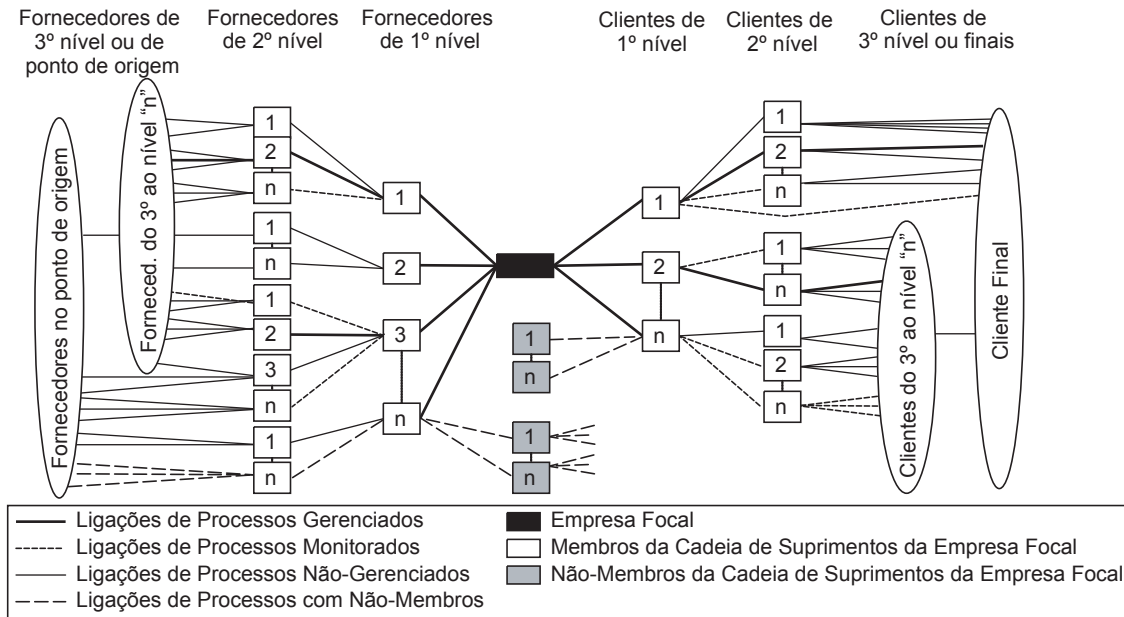 Fornecedores de
3º nível ou de
ponto de origem
Fornecedores
de 2º nível
Fornecedores
de 1º nível
Clientes de
1º nível
Clientes de
2º nível
Clientes de
3º nível ou finais
Fornecedores no ponto de origem
Forneced. do 3º ao nível “n”
1
2
n
1
n
1
2
3
n
1
n
1
2
3
n
1
n
1
n
1
2
n
1
2
n
1
n
1
2
n
Clientes do 3º ao nível “n”
Cliente Final
Ligações de Processos Gerenciados
Ligações de Processos Monitorados
Ligações de Processos Não-Gerenciados
Ligações de Processos com Não-Membros
Empresa Focal
Membros da Cadeia de Suprimentos da Empresa Focal
Não-Membros da Cadeia de Suprimentos da Empresa Focal